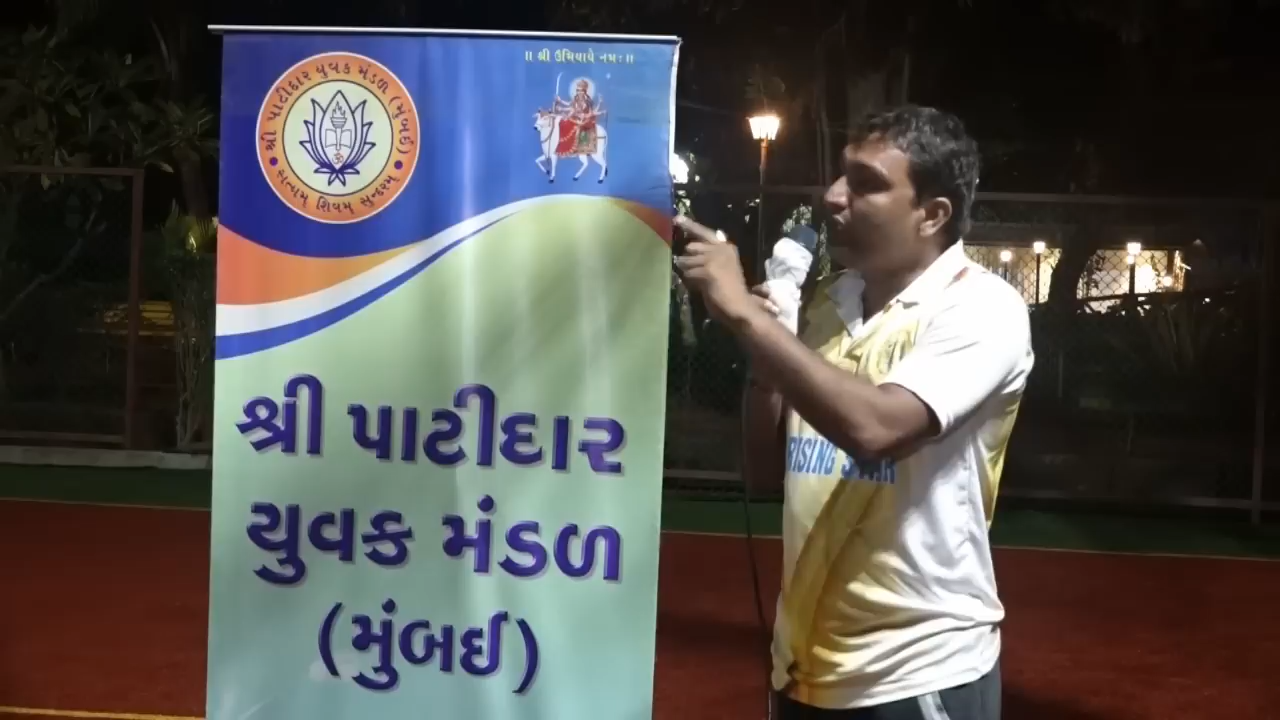 શ્રી પાટીદાર યુવક મંડળ (મુંબઈ)
સત્યમ્ શિવમ્ સુન્દરમ્
ૐ
॥ શ્રી ઉમિયાયે નમઃ ॥
શ્રી પાટીદાર
યુવક મંડળ
(મુંબઈ)
RISING STAR